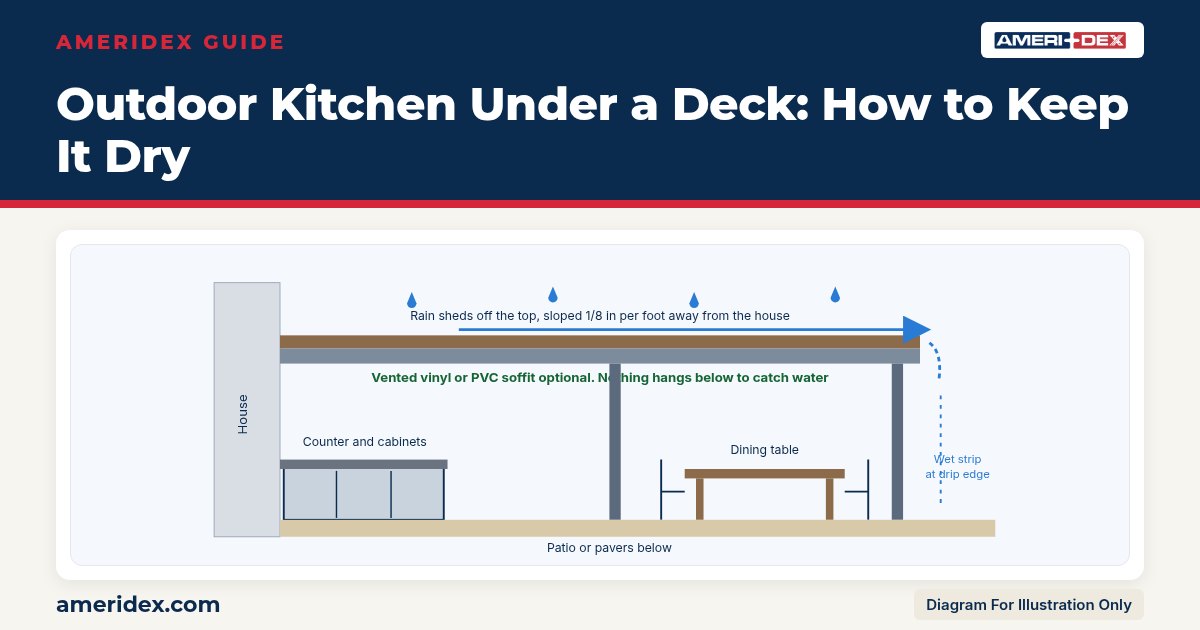 AMERIDEX GUIDE
AMERI-DEX
Outdoor Kitchen Under a Deck: How to Keep
It Dry
Rain sheds off the top, sloped 1/8 in per foot away from the house
Vented vinyl or PVC soffit optional. Nothing hangs below to catch water
House
Counter and cabinets
Dining table
Wet strip
at drip edge
Patio or pavers below
ameridex.com
Diagram For Illustration Only